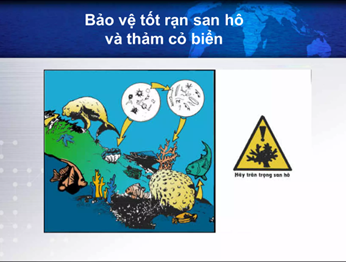 Bảo vệ tốt rạn san hô
và thảm cỏ biển
Hãy trân trọng san hô